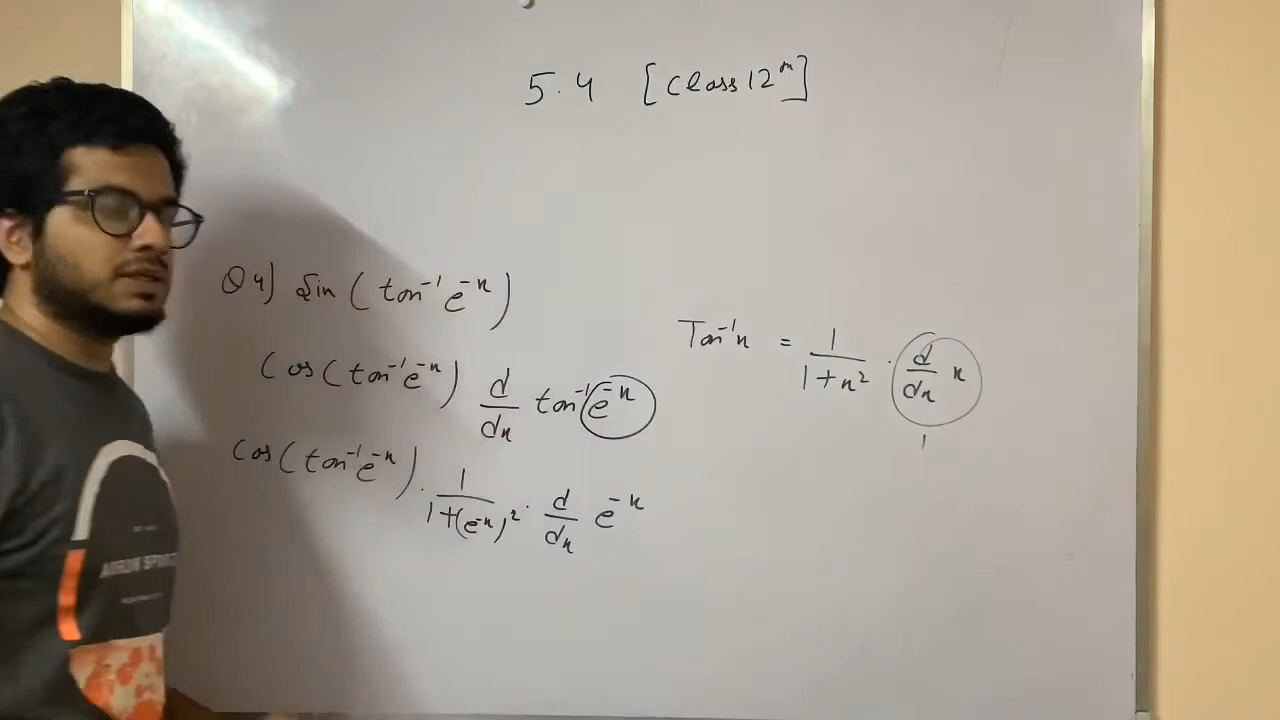 5.4 [Class 12th]
Q4) Sin (tan⁻¹ e⁻ˣ)
Cos (tan⁻¹ e⁻ˣ) d/dx tan⁻¹ e⁻ˣ
Cos (tan⁻¹ e⁻ˣ) . 1/1+(e⁻ˣ)² . d/dx e⁻ˣ
Tan⁻¹x = 1/1+x² . d/dx x
1